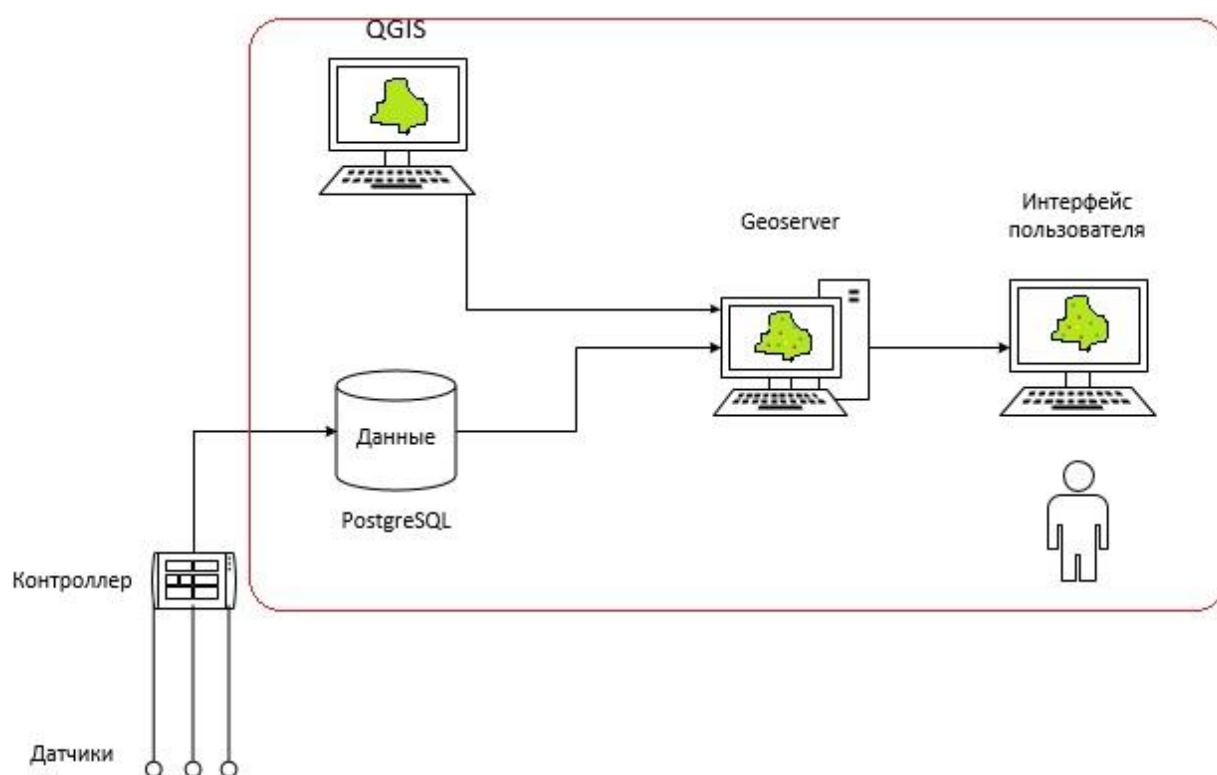 QGIS
Geoserver
Интерфейс
пользователя
Данные
PostgreSQL
Контроллер
Датчики